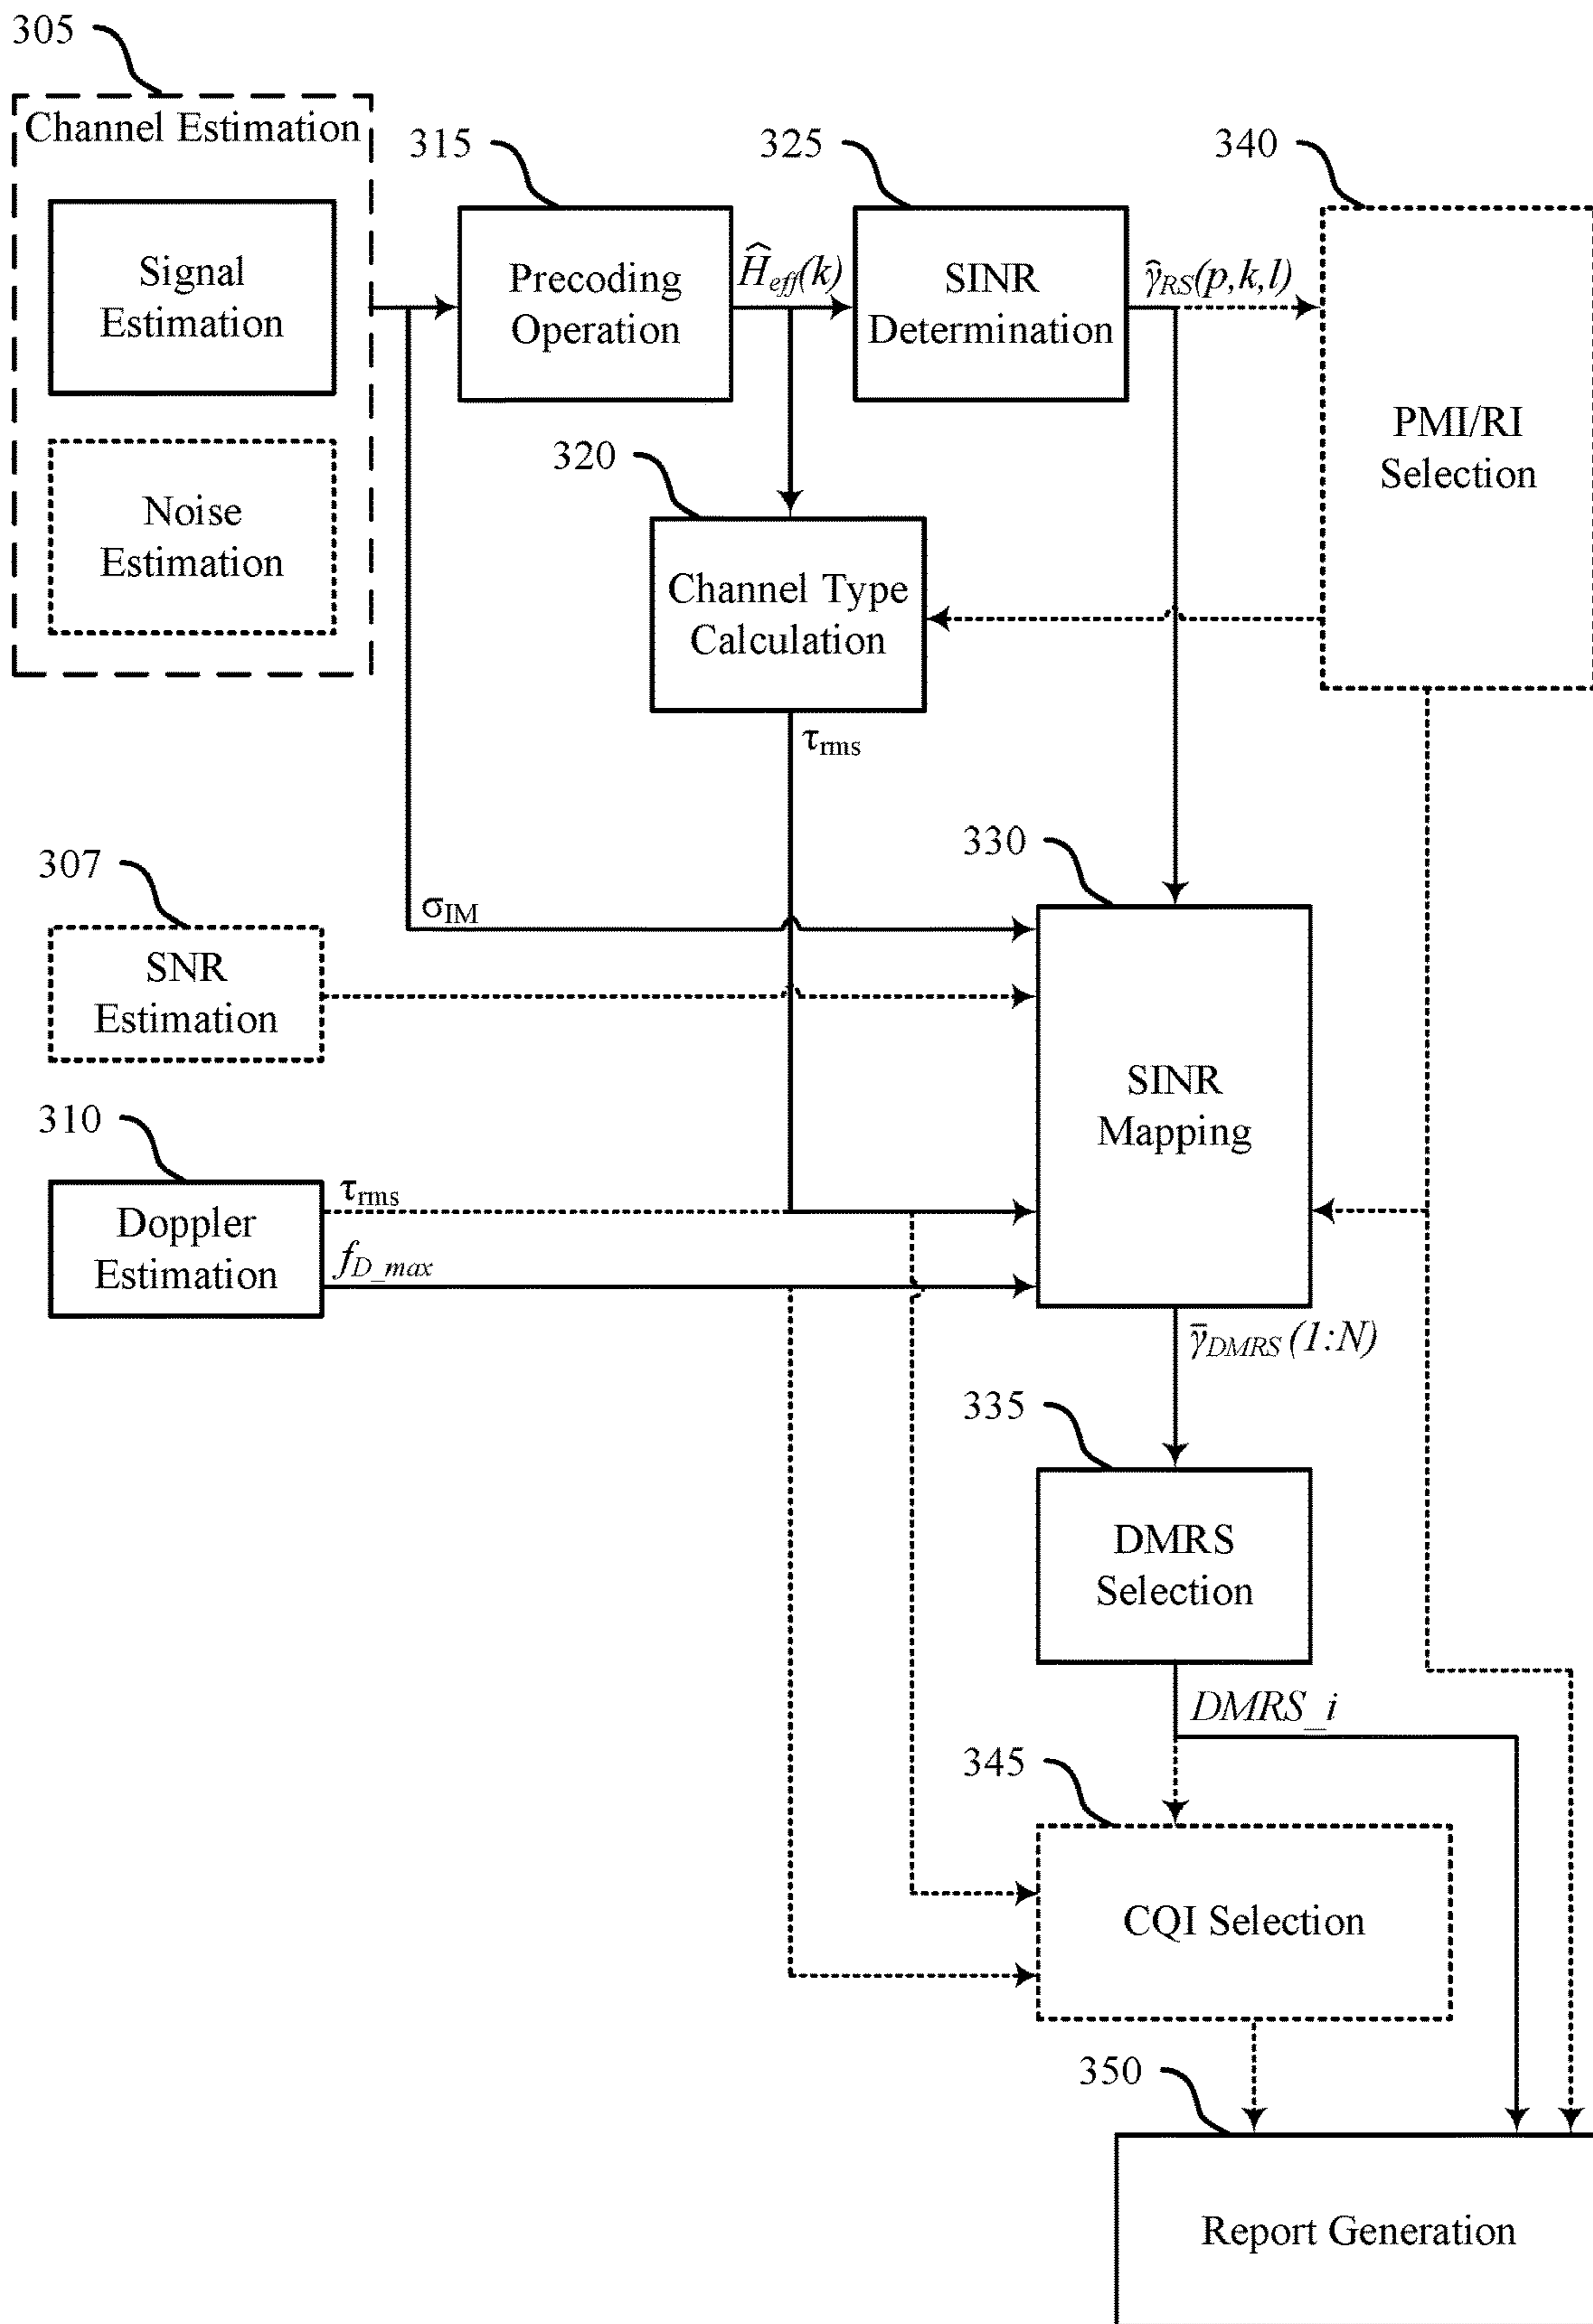 305
Channel Estimation
315
325
340
Signal
Estimation
Precoding
Operation
Ĥeff(k)
SINR
Determination
γ̂RS(p,k,l)
PMI/RI
Selection
320
Noise
Estimation
Channel Type
Calculation
τrms
330
307
σIM
SNR
Estimation
SINR
Mapping
310
Doppler
Estimation
τrms
fD_max
γ̄DMRS(1:N)
335
DMRS
Selection
DMRS_i
345
CQI Selection
350
Report Generation